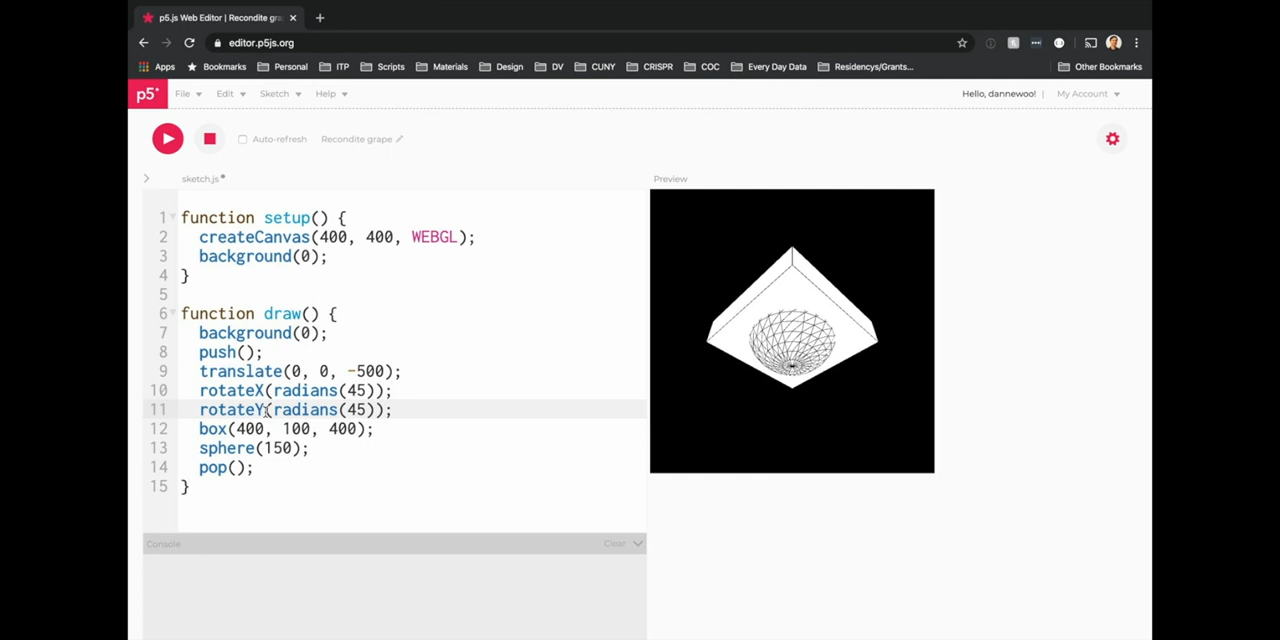 p5.js Web Editor | Recondite gra
editor.p5js.org
Apps Bookmarks Personal ITP Scripts Materials Design DV CUNY CRISPR COC Every Day Data Residencys/Grants... Other Bookmarks
p5* File Edit Sketch Help Hello, dannewoo! | My Account
Auto-refresh Recondite grape
sketch.js Preview
1 function setup() {
2 createCanvas(400, 400, WEBGL);
3 background(0);
4 }
5
6 function draw() {
7 background(0);
8 push();
9 translate(0, 0, -500);
10 rotateX(radians(45));
11 rotateY(radians(45));
12 box(400, 100, 400);
13 sphere(150);
14 pop();
15 }
Console Clear